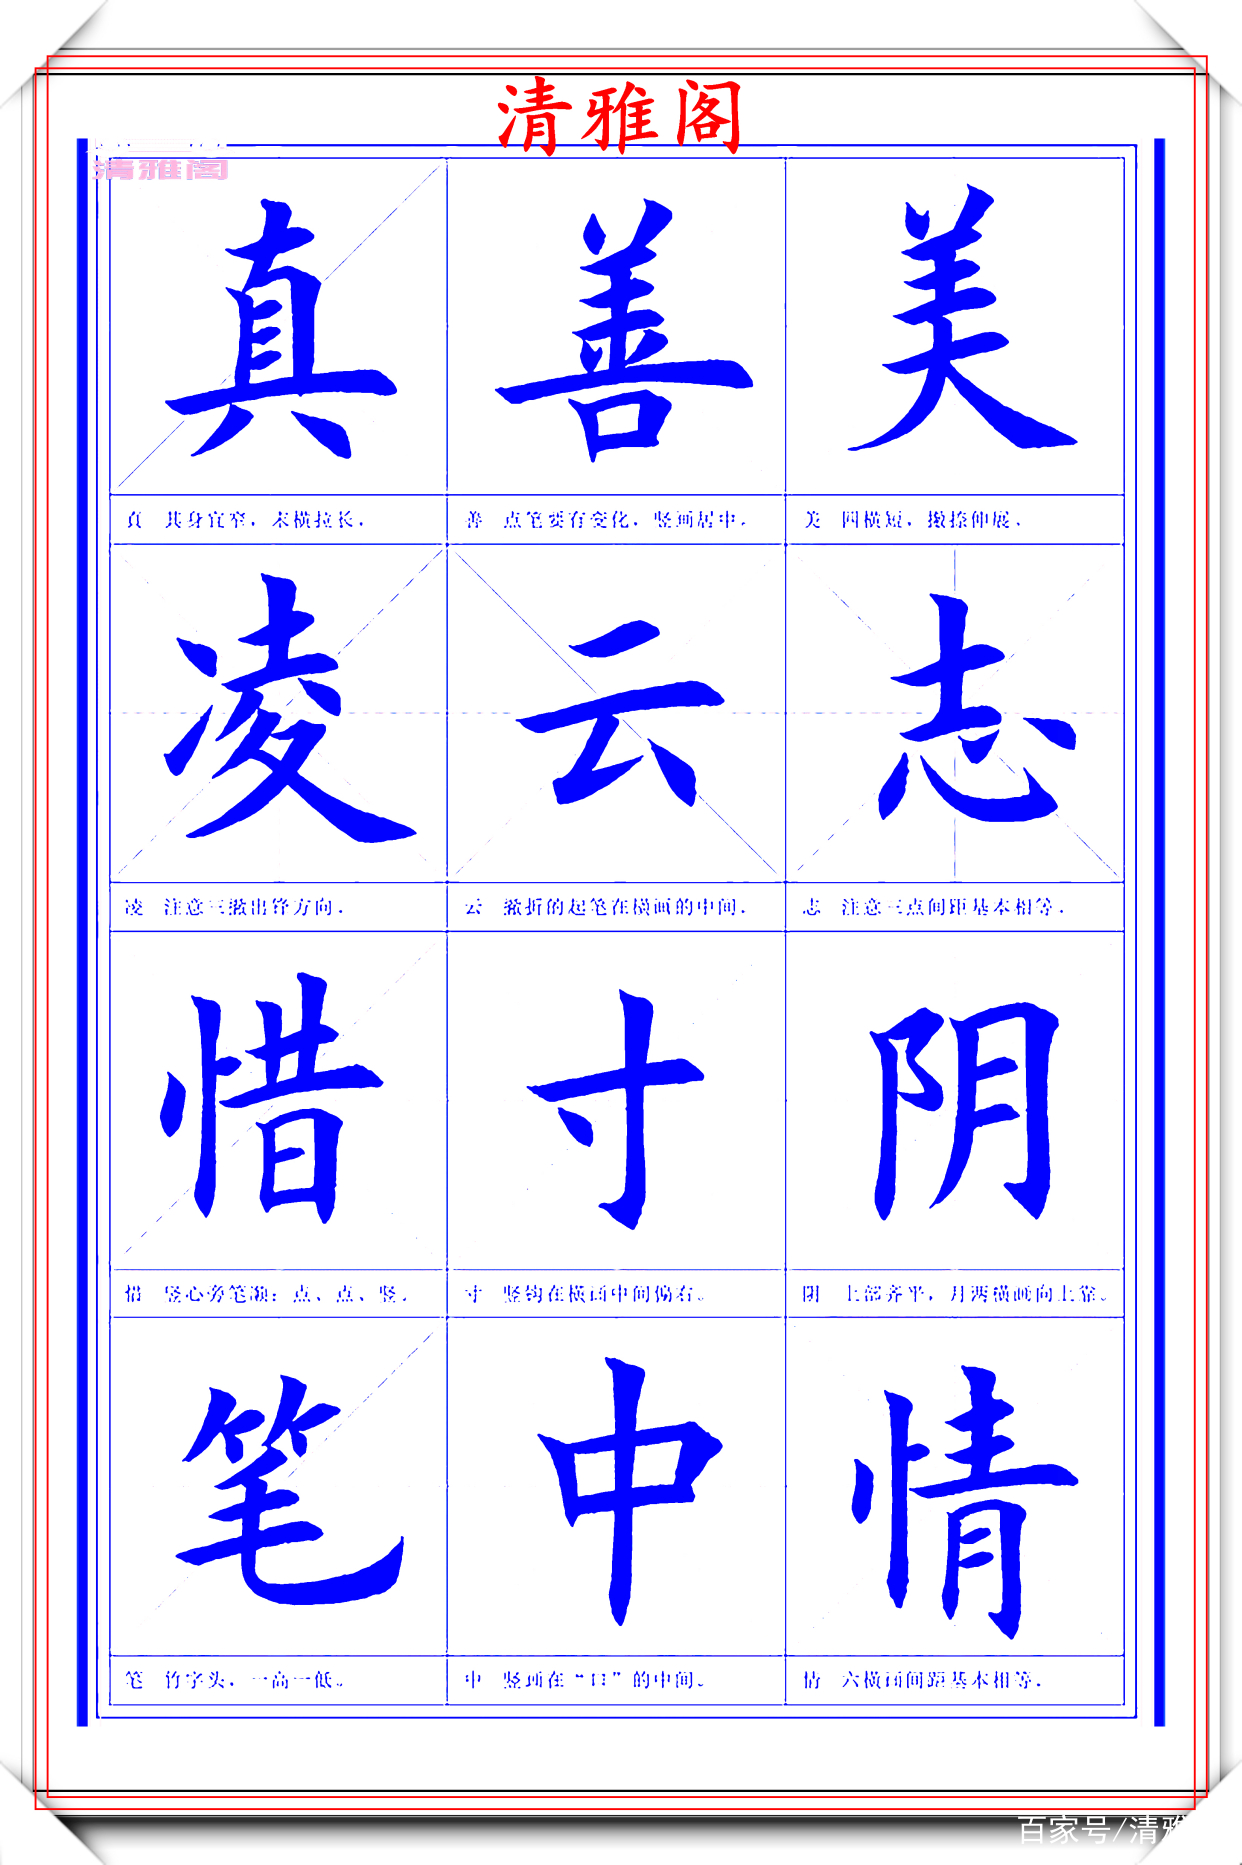 清雅阁
清雅阁
真 善 美
真 其身宜窄，末横拉长。
善 点笔要有变化，竖画居中。
美 四横短，撇捺伸展。
凌 云 志
凌 注意三撇出锋方向。
云 撇折的起笔在横画的中间。
志 注意三点间距基本相等。
惜 寸 阴
惜 竖心旁笔顺：点、点、竖。
寸 竖钩在横画中间偏右。
阴 上部齐平，月两横画向上靠。
笔 中 情
笔 竹字头，一高一低。
中 竖画在“口”的中间。
情 六横画间距基本相等。
百家号/清雅